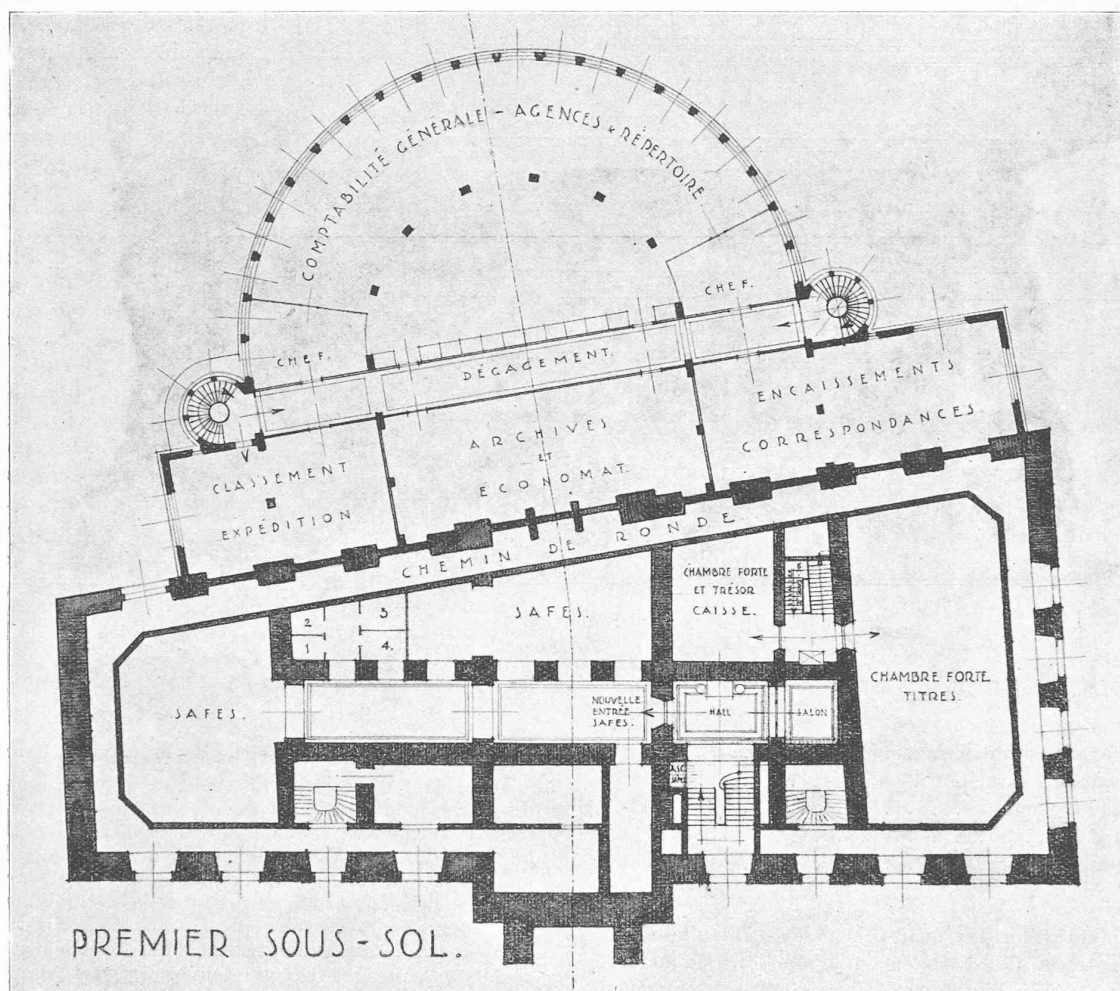 COMPTABILITÉ GÉNÉRALE - AGENCES & RÉPERTOIRE
CHEF.
CHEF.
DÉGAGEMENT.
ENCAISSEMENTS
CORRESPONDANCES
ARCHIVES
ET
ECONOMAT.
CLASSEMENT
EXPÉDITION
CHEMIN DE RONDE
CHAMBRE FORTE
ET TRÉSOR
CAISSE.
SAFES.
2
1
3
4.
CHAMBRE FORTE
TITRES.
SAFES.
NOUVELLE
ENTRÉE
SAFES.
HALL
SALON
ASC
PREMIER SOUS-SOL.